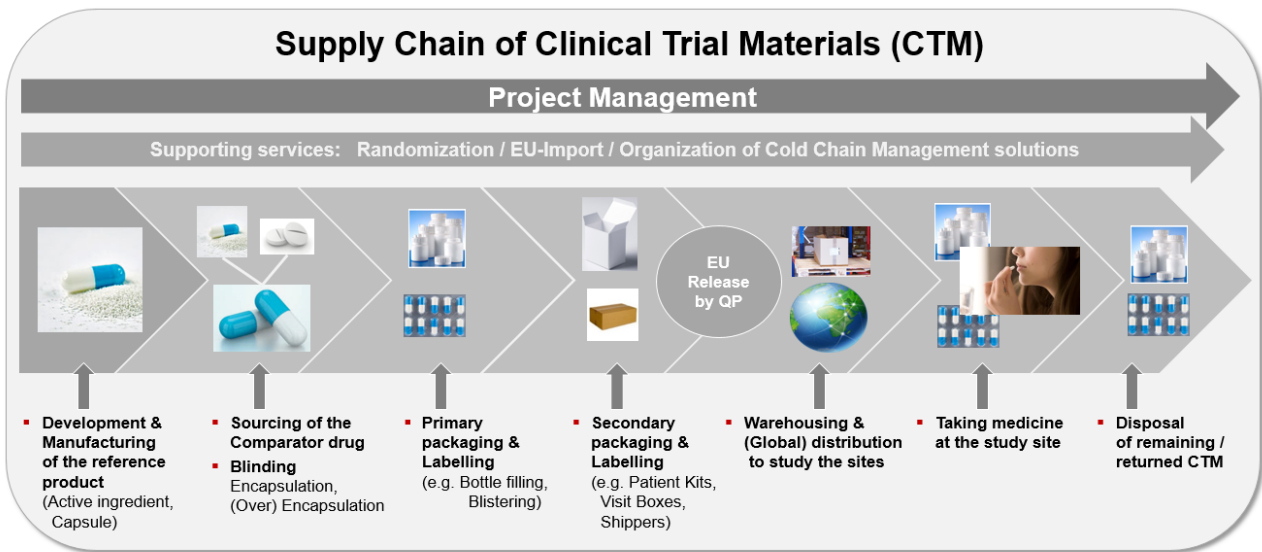 Supply Chain of Clinical Trial Materials (CTM)
Project Management
Supporting services: Randomization / EU-Import / Organization of Cold Chain Management solutions
EU
Release
by QP
Development &
Manufacturing
of the reference
product
(Active ingredient,
Capsule)
Sourcing of the
Comparator drug
Blinding
Encapsulation,
(Over) Encapsulation
Primary
packaging &
Labelling
(e.g. Bottle filling,
Blistering)
Secondary
packaging &
Labelling
(e.g. Patient Kits,
Visit Boxes,
Shippers)
Warehousing &
(Global) distribution
to study the sites
Taking medicine
at the study site
Disposal
of remaining /
returned CTM